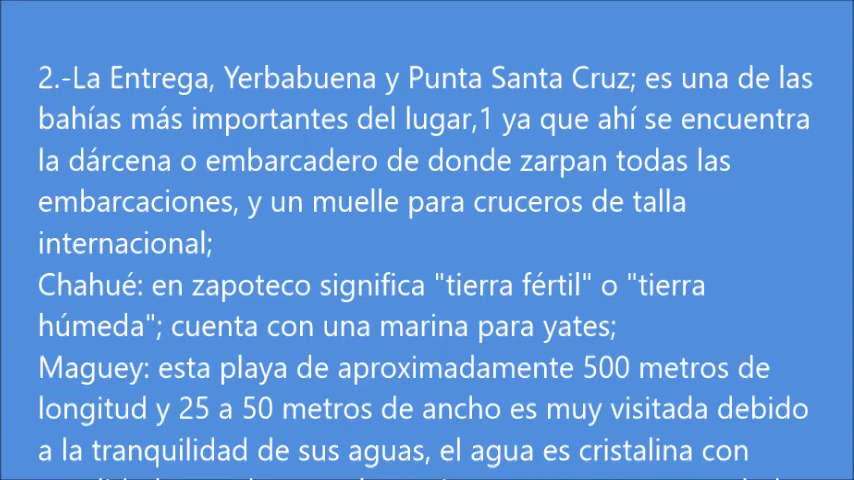 2.-La Entrega, Yerbabuena y Punta Santa Cruz; es una de las
bahías más importantes del lugar,1 ya que ahí se encuentra
la dárcena o embarcadero de donde zarpan todas las
embarcaciones, y un muelle para cruceros de talla
internacional;
Chahué: en zapoteco significa "tierra fértil" o "tierra
húmeda"; cuenta con una marina para yates;
Maguey: esta playa de aproximadamente 500 metros de
longitud y 25 a 50 metros de ancho es muy visitada debido
a la tranquilidad de sus aguas, el agua es cristalina con